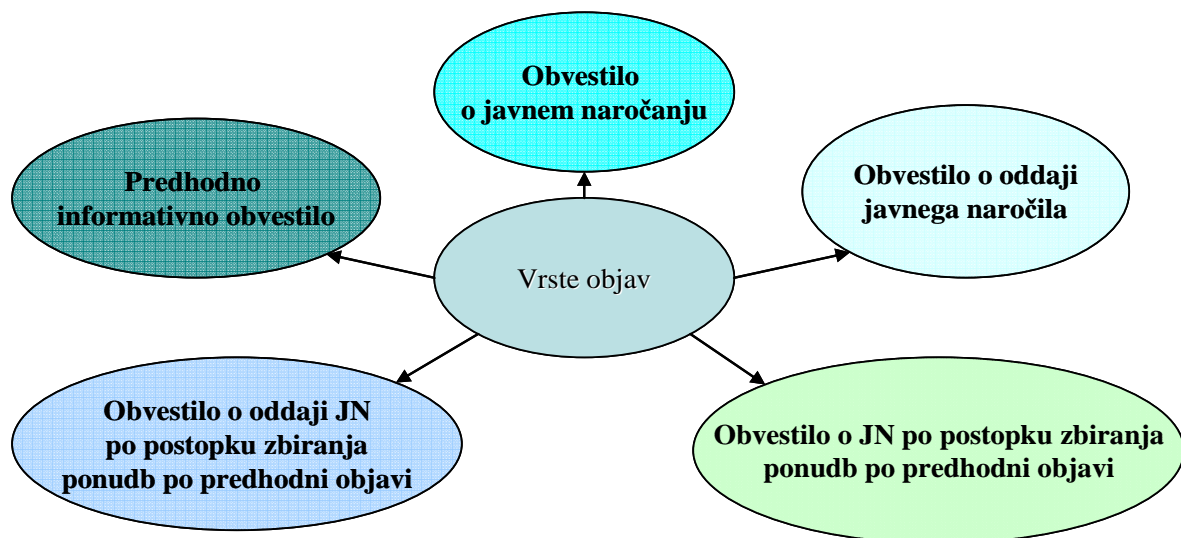 Obvestilo
o javnem naročanju
Predhodno
informativno obvestilo
Obvestilo o oddaji
javnega naročila
Vrste objav
Obvestilo o oddaji JN
po postopku zbiranja
ponudb po predhodni objavi
Obvestilo o JN po postopku zbiranja
ponudb po predhodni objavi